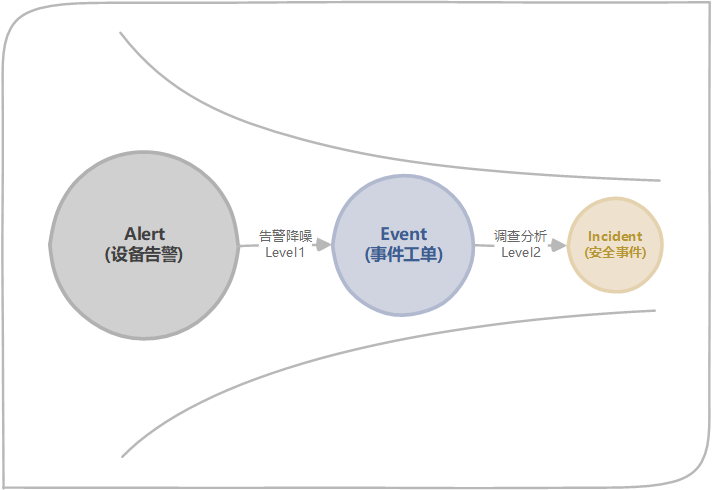 Alert
(设备告警)
告警降噪
Level1
Event
(事件工单)
调查分析
Level2
Incident
(安全事件)